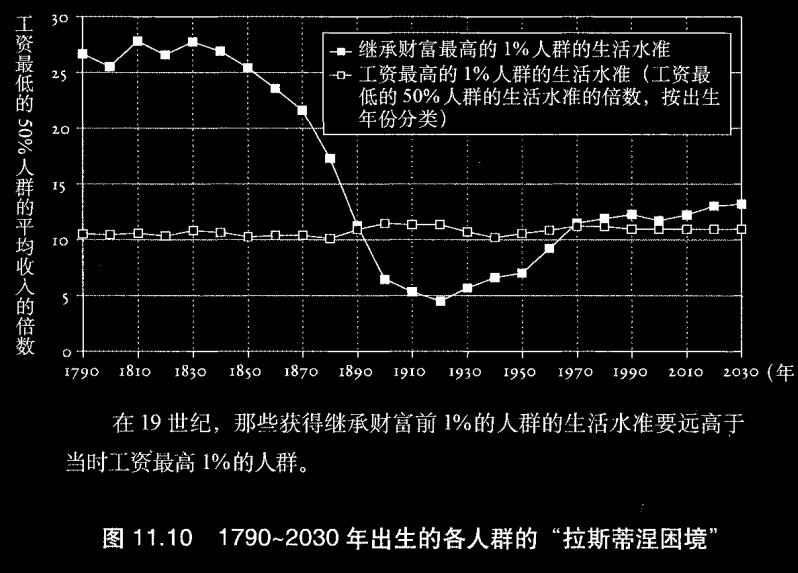 工资最低的50%人群的平均收入的倍数
30
25
20
15
10
5
0
继承财富最高的1%人群的生活水准
工资最高的1%人群的生活水准（工资最
低的50%人群的生活水准的倍数，按出生
年份分类）
1790 1810 1830 1850 1870 1890 1910 1930 1950 1970 1990 2010 2030 (年
在19世纪，那些获得继承财富前1%的人群的生活水准要远高于
当时工资最高1%的人群。
图 11.10 1790~2030 年出生的各人群的“拉斯蒂涅困境”